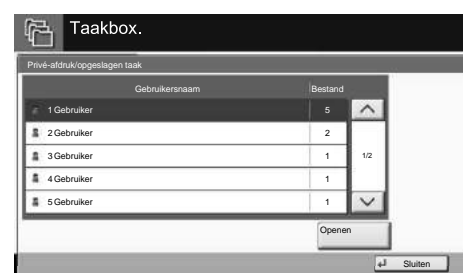 Taakbox.
Privé-afdruk/opgeslagen taak
Gebruikersnaam Bestand
1 Gebruiker 5
2 Gebruiker 2
3 Gebruiker 1
1/2
4 Gebruiker 1
5 Gebruiker 1
Openen
Sluiten